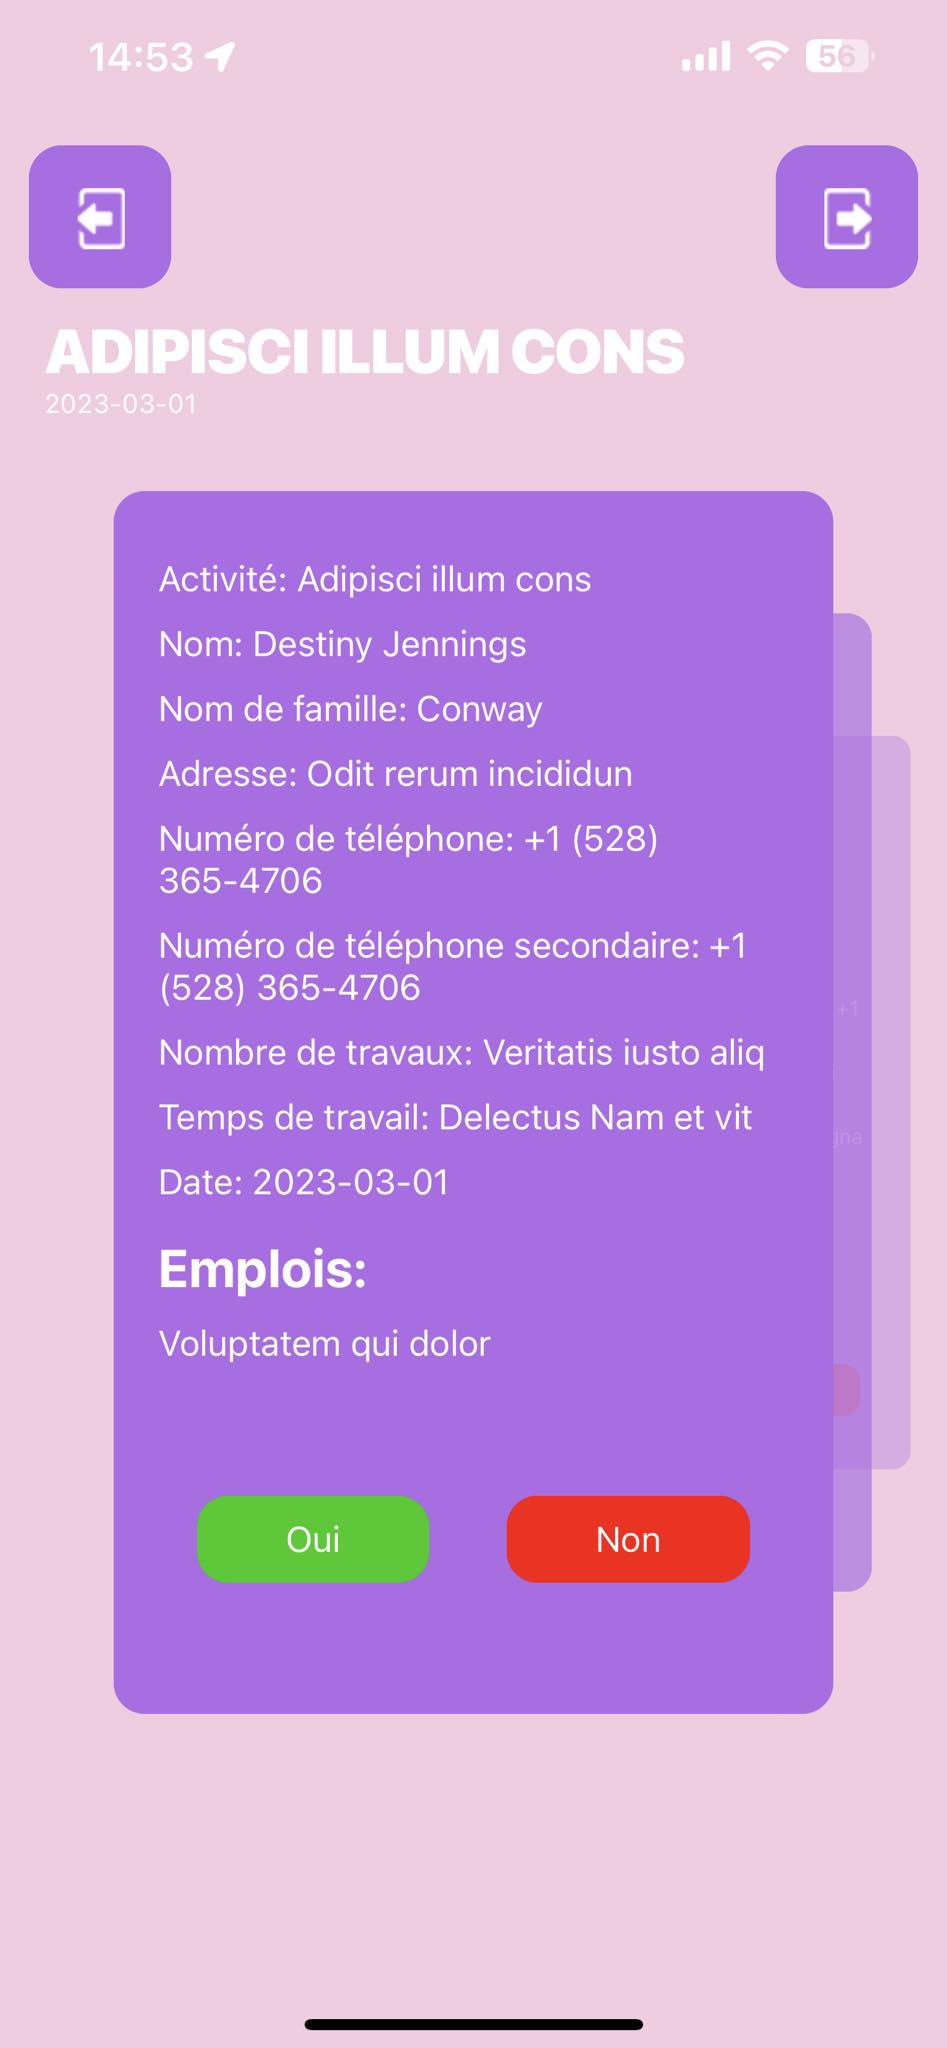 14:53
56
ADIPISCI ILLUM CONS
2023-03-01
Activité: Adipisci illum cons
Nom: Destiny Jennings
Nom de famille: Conway
Adresse: Odit rerum incididun
Numéro de téléphone: +1 (528)
365-4706
Numéro de téléphone secondaire: +1
(528) 365-4706
Nombre de travaux: Veritatis iusto aliq
Temps de travail: Delectus Nam et vit
Date: 2023-03-01
Emplois:
Voluptatem qui dolor
Oui
Non
+1